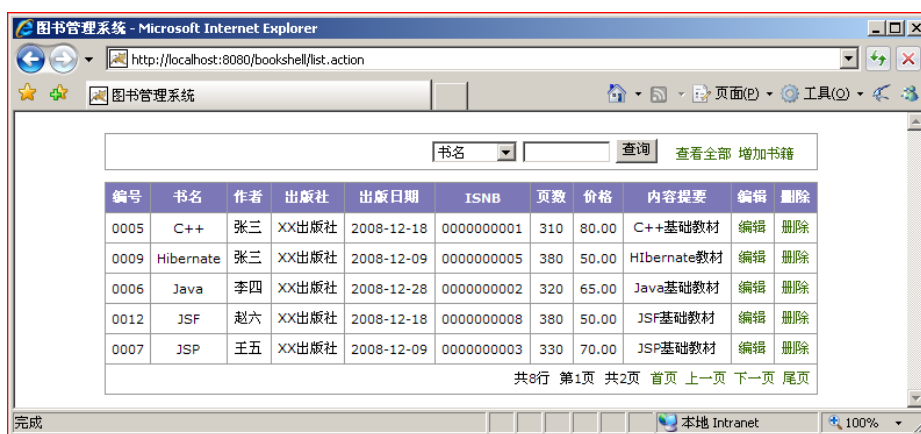 图书管理系统 - Microsoft Internet Explorer
http://localhost:8080/bookshell/list.action
图书管理系统 页面(P) 工具(O)
书名 查询 查看全部 增加书籍
编号 书名 作者 出版社 出版日期 ISNB 页数 价格 内容提要 编辑 删除
0005 C++ 张三 XX出版社 2008-12-18 0000000001 310 80.00 C++基础教材 编辑 删除
0009 Hibernate 张三 XX出版社 2008-12-09 0000000005 380 50.00 HIbernate教材 编辑 删除
0006 Java 李四 XX出版社 2008-12-28 0000000002 320 65.00 Java基础教材 编辑 删除
0012 JSF 赵六 XX出版社 2008-12-18 0000000008 380 50.00 JSF基础教材 编辑 删除
0007 JSP 王五 XX出版社 2008-12-09 0000000003 330 70.00 JSP基础教材 编辑 删除
共8行 第1页 共2页 首页 上一页 下一页 尾页
完成 本地 Intranet 100%